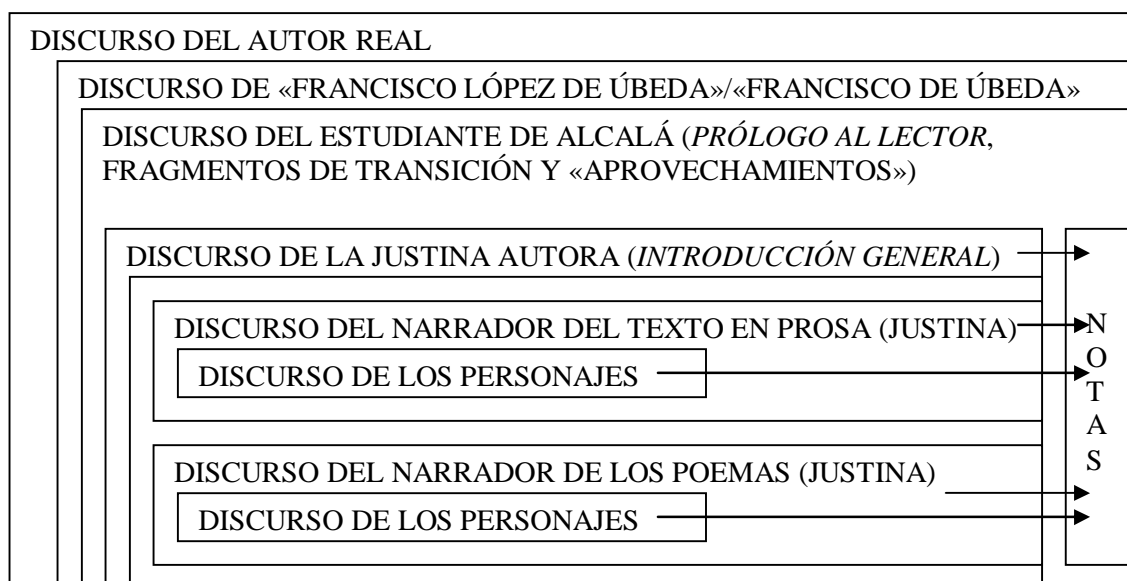 DISCURSO DEL AUTOR REAL
DISCURSO DE «FRANCISCO LÓPEZ DE ÚBEDA»/«FRANCISCO DE ÚBEDA»
DISCURSO DEL ESTUDIANTE DE ALCALÁ (PRÓLOGO AL LECTOR,
FRAGMENTOS DE TRANSICIÓN Y «APROVECHAMIENTOS»)
DISCURSO DE LA JUSTINA AUTORA (INTRODUCCIÓN GENERAL)
DISCURSO DEL NARRADOR DEL TEXTO EN PROSA (JUSTINA)
DISCURSO DE LOS PERSONAJES
DISCURSO DEL NARRADOR DE LOS POEMAS (JUSTINA)
DISCURSO DE LOS PERSONAJES
N
O
T
A
S